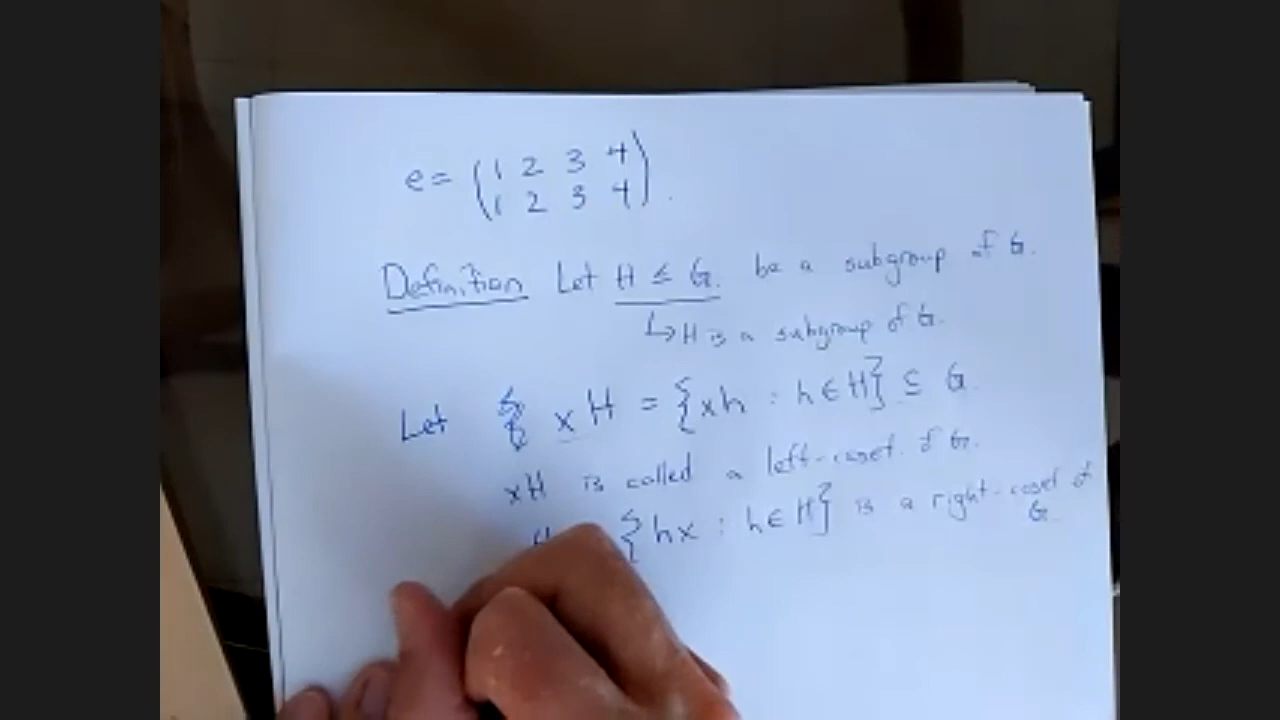 e = ( 1 2 3 4
1 2 3 4 ) .
Definition Let H ≤ G. be a subgroup of G.
↳ H is a subgroup of G.
Let xH = {xh : h ∈ H} ⊆ G.
xH is called a left-coset of G.
H {hx : h ∈ H} is a right-coset of
G